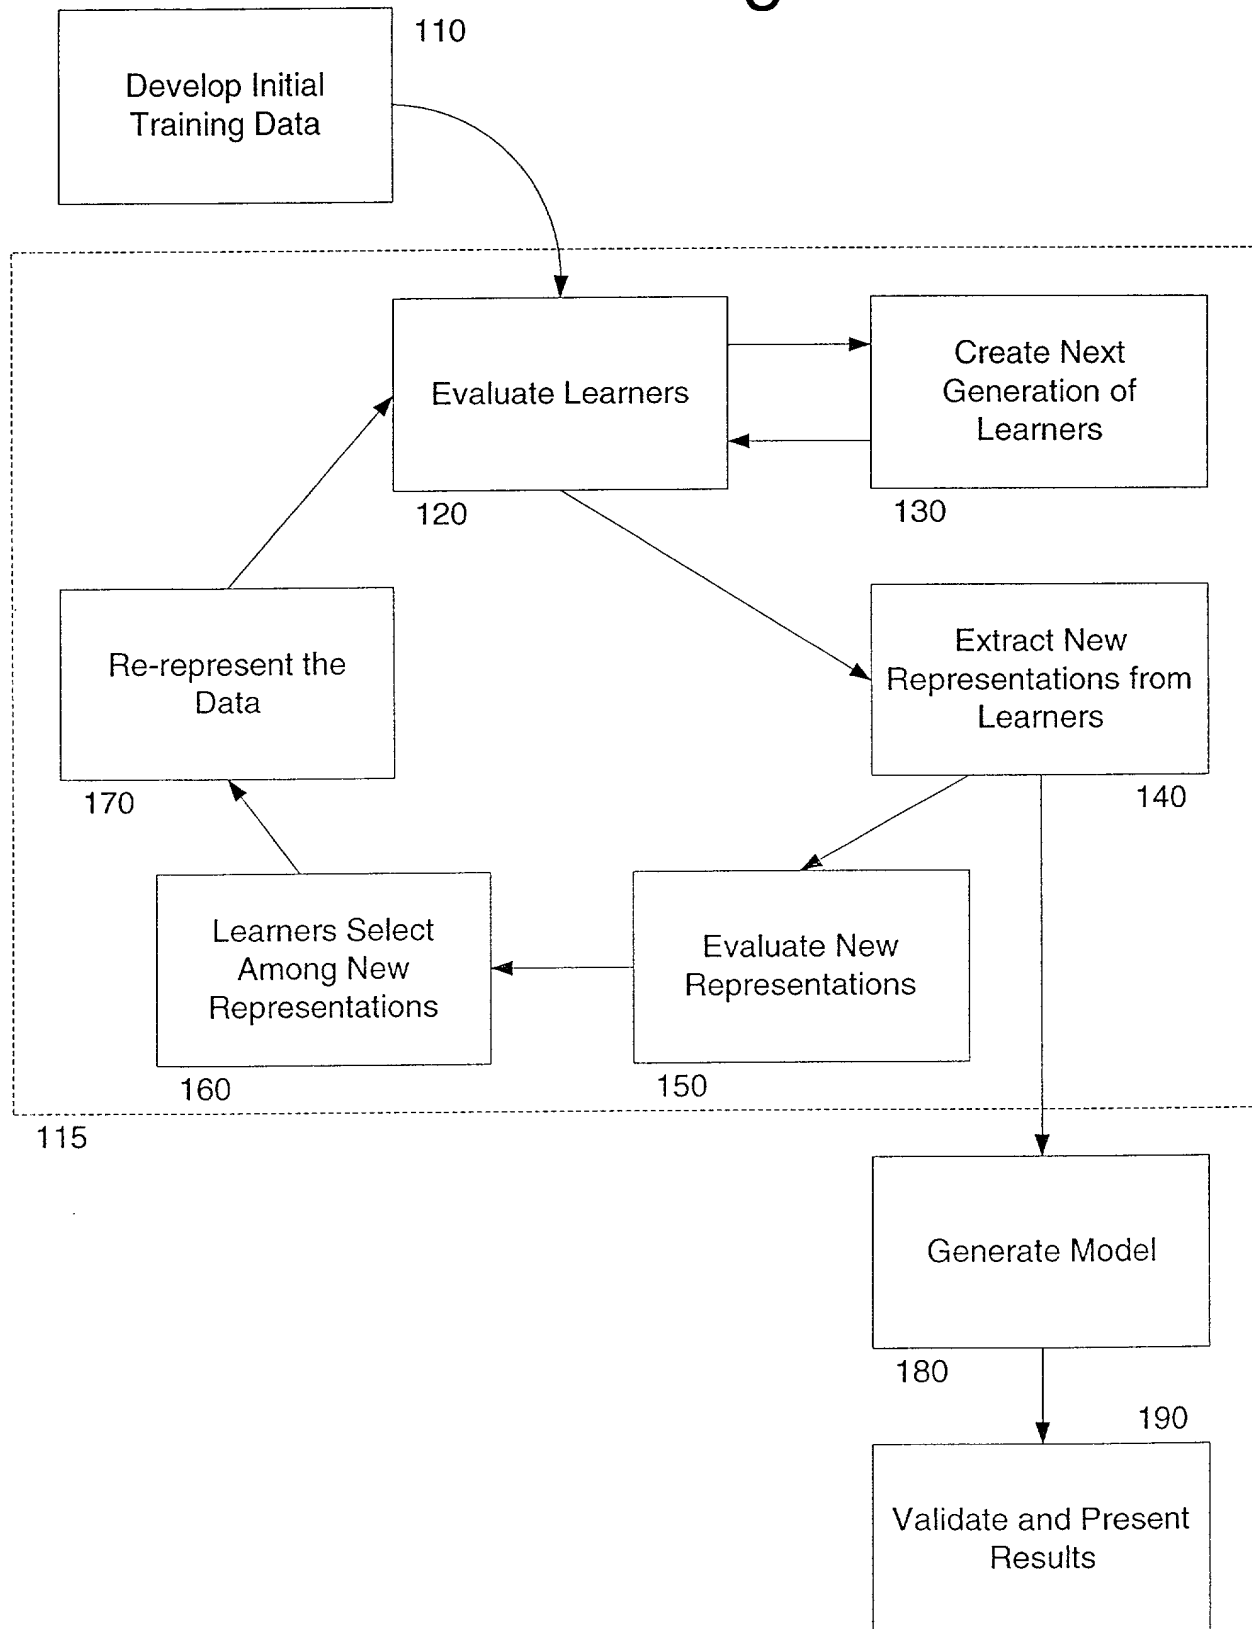 110
Develop Initial
Training Data
Evaluate Learners
120
Create Next
Generation of
Learners
130
Re-represent the
Data
170
Extract New
Representations from
Learners
140
Learners Select
Among New
Representations
160
Evaluate New
Representations
150
115
Generate Model
180
190
Validate and Present
Results